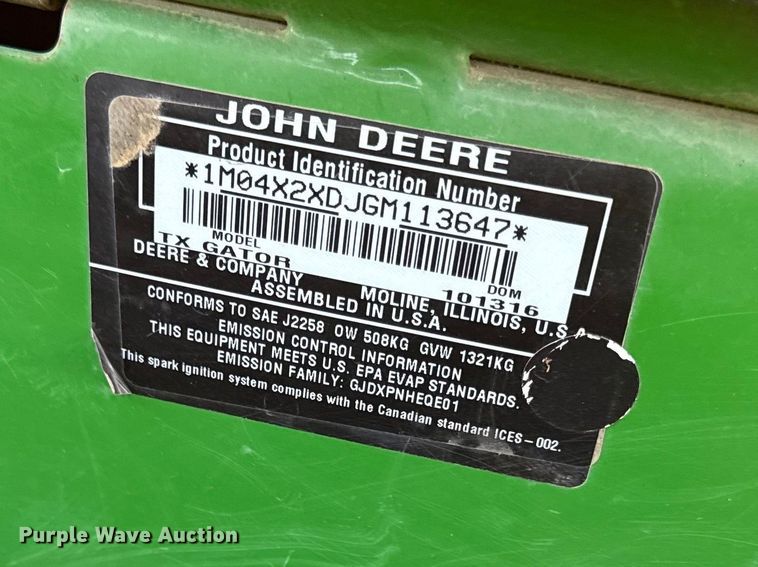 JOHN DEERE
Product Identification Number
*1M04X2XDJGM113647*
MODEL DOM
TX GATOR 101316
DEERE & COMPANY MOLINE, ILLINOIS, U.S.
ASSEMBLED IN U.S.A.
CONFORMS TO SAE J2258 OW 508KG GVW 1321KG
EMISSION CONTROL INFORMATION
THIS EQUIPMENT MEETS U.S. EPA EVAP STANDARDS.
EMISSION FAMILY: GJDXPNHEQE01
This spark ignition system complies with the Canadian standard ICES-002.
Purple Wave Auction